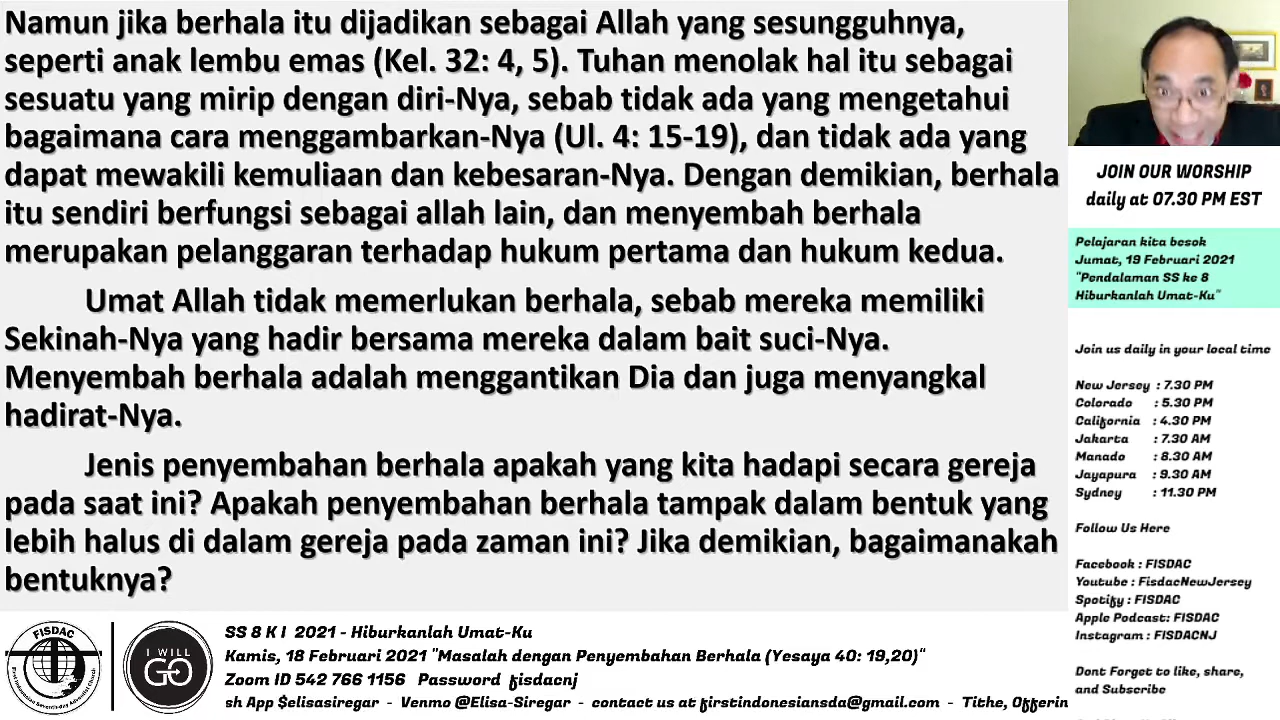 Namun jika berhala itu dijadikan sebagai Allah yang sesungguhnya,
seperti anak lembu emas (Kel. 32: 4, 5). Tuhan menolak hal itu sebagai
sesuatu yang mirip dengan diri-Nya, sebab tidak ada yang mengetahui
bagaimana cara menggambarkan-Nya (Ul. 4: 15-19), dan tidak ada yang
dapat mewakili kemuliaan dan kebesaran-Nya. Dengan demikian, berhala
itu sendiri berfungsi sebagai allah lain, dan menyembah berhala
merupakan pelanggaran terhadap hukum pertama dan hukum kedua.
Umat Allah tidak memerlukan berhala, sebab mereka memiliki
Sekinah-Nya yang hadir bersama mereka dalam bait suci-Nya.
Menyembah berhala adalah menggantikan Dia dan juga menyangkal
hadirat-Nya.
Jenis penyembahan berhala apakah yang kita hadapi secara gereja
pada saat ini? Apakah penyembahan berhala tampak dalam bentuk yang
lebih halus di dalam gereja pada zaman ini? Jika demikian, bagaimanakah
bentuknya?
JOIN OUR WORSHIP
daily at 07.30 PM EST
Pelajaran kita besok
Jumat, 19 Februari 2021
"Pendalaman SS ke 8
Hiburkanlah Umat-Ku"
Join us daily in your local time
New Jersey : 7.30 PM
Colorado : 5.30 PM
California : 4.30 PM
Jakarta : 7.30 AM
Manado : 8.30 AM
Jayapura : 9.30 AM
Sydney : 11.30 PM
Follow Us Here
Facebook : FISDAC
Youtube : FisdacNewJersey
Spotify : FISDAC
Apple Podcast: FISDAC
Instagram : FISDACNJ
Dont Forget to like, share,
and Subscribe
FISDAC
I WILL
GO
SS 8 K I 2021 - Hiburkanlah Umat-Ku
Kamis, 18 Februari 2021 "Masalah dengan Penyembahan Berhala (Yesaya 40: 19,20)"
Zoom ID 542 766 1156 Password fisdacnj
sh App $elisasiregar - Venmo @Elisa-Siregar - contact us at firstindonesiansda@gmail.com - Tithe, Offerin